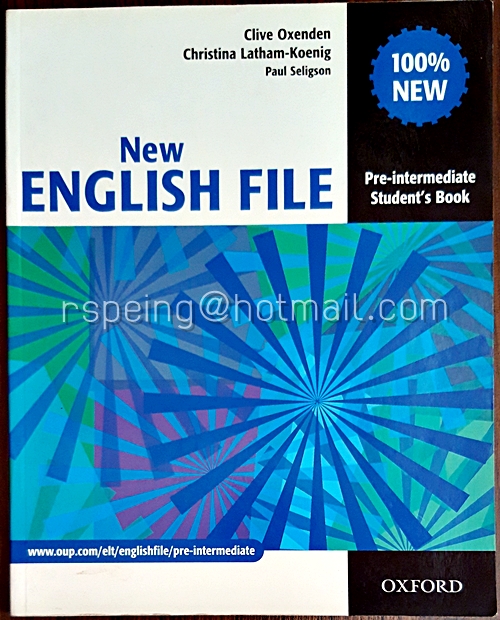 Clive Oxenden
Christina Latham-Koenig
Paul Seligson
100%
NEW
New
ENGLISH FILE
Pre-intermediate
Student's Book
rspeing@hotmail.com
www.oup.com/elt/englishfile/pre-intermediate
OXFORD